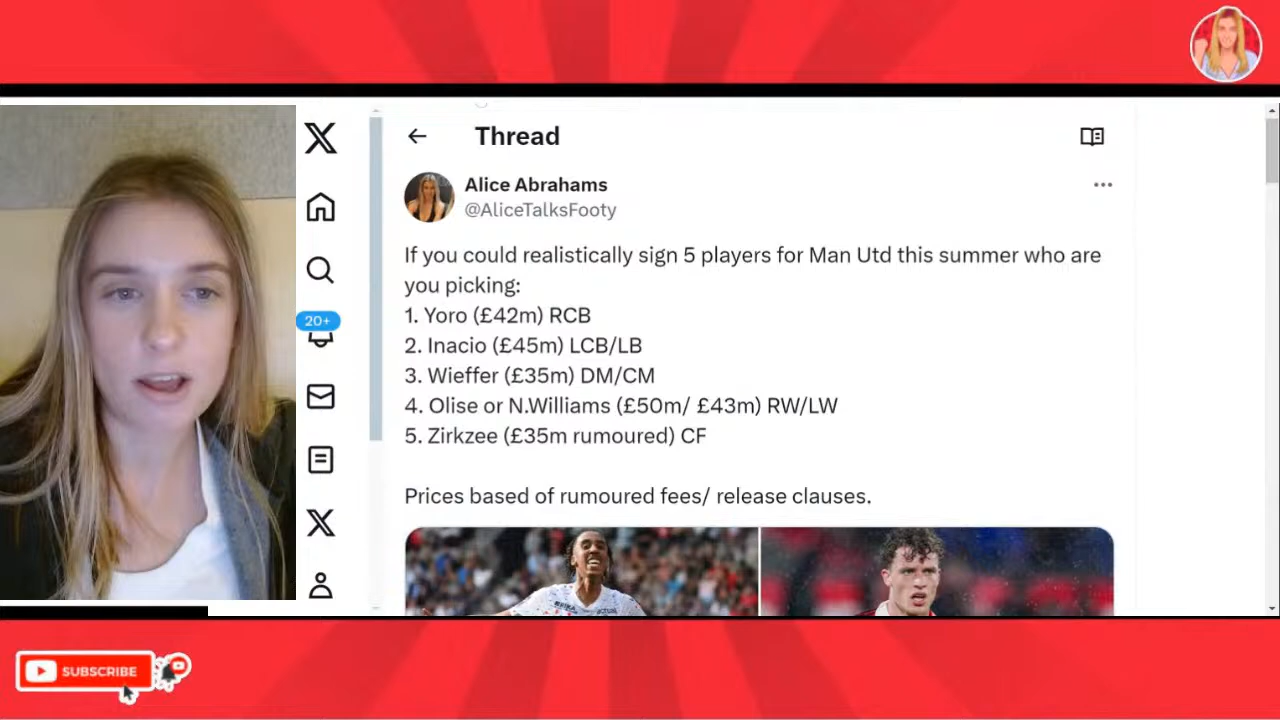 Thread
Alice Abrahams
@AliceTalksFooty
20+
If you could realistically sign 5 players for Man Utd this summer who are
you picking:
1. Yoro (£42m) RCB
2. Inacio (£45m) LCB/LB
3. Wieffer (£35m) DM/CM
4. Olise or N.Williams (£50m/ £43m) RW/LW
5. Zirkzee (£35m rumoured) CF
Prices based of rumoured fees/ release clauses.
SUBSCRIBE